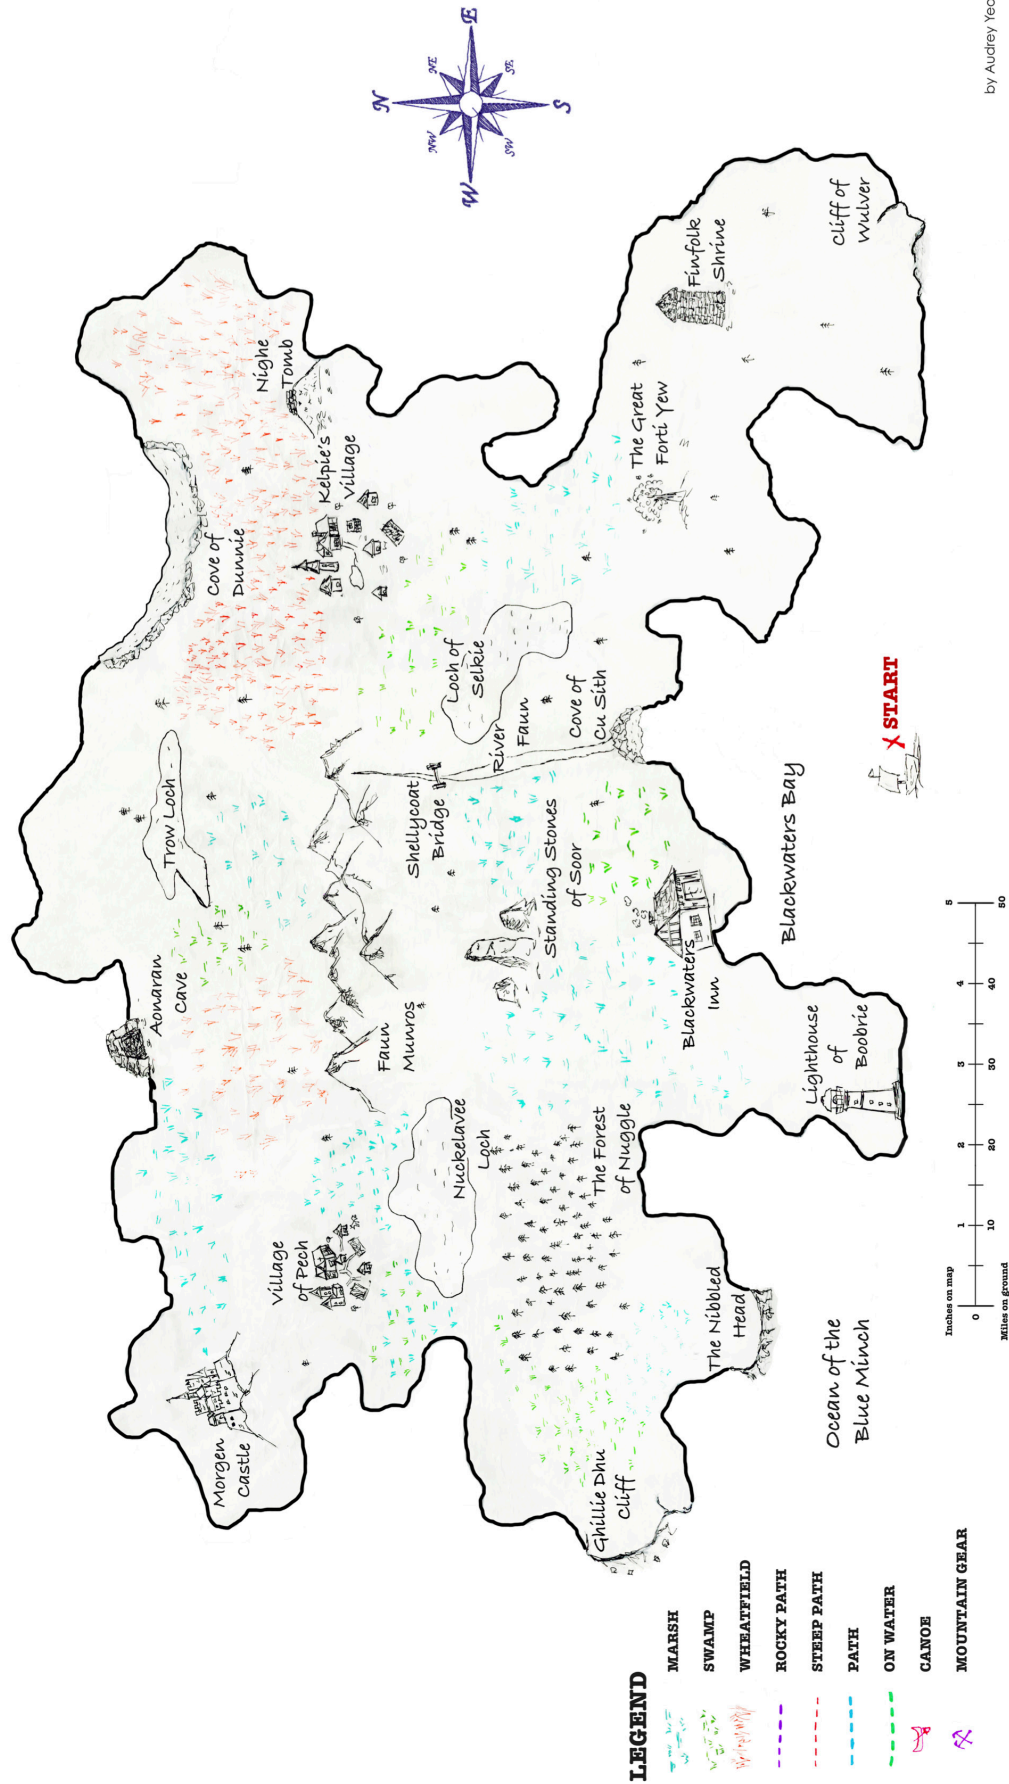 N
NE
E
SE
S
SW
W
NW
Morgen
Castle
Village
of Pech
Aonaran
Cave
Trow Loch
Cove of
Dunnie
Nighe
Tomb
Kelpie's
Village
Faun
Munros
Nuckelavee
Loch
Shellycoat
Bridge
River
Faun
Loch of
Selkie
Standing Stones
of Soor
Cove of
Cu Sith
The Great
Forti Yew
Finfolk
Shrine
Cliff of
Wulver
Ghillie Dhu
Cliff
The Forest
of Nuggle
The Nibbled
Head
Blackwaters
Inn
Lighthouse
of
Boobrie
Blackwaters Bay
X START
Ocean of the
Blue Minch
LEGEND
MARSH
SWAMP
WHEATFIELD
ROCKY PATH
STEEP PATH
PATH
ON WATER
CANOE
MOUNTAIN GEAR
Inches on map
1 2 3 4 5
0 10 20 30 40 50
Miles on ground
by Audrey Yeo